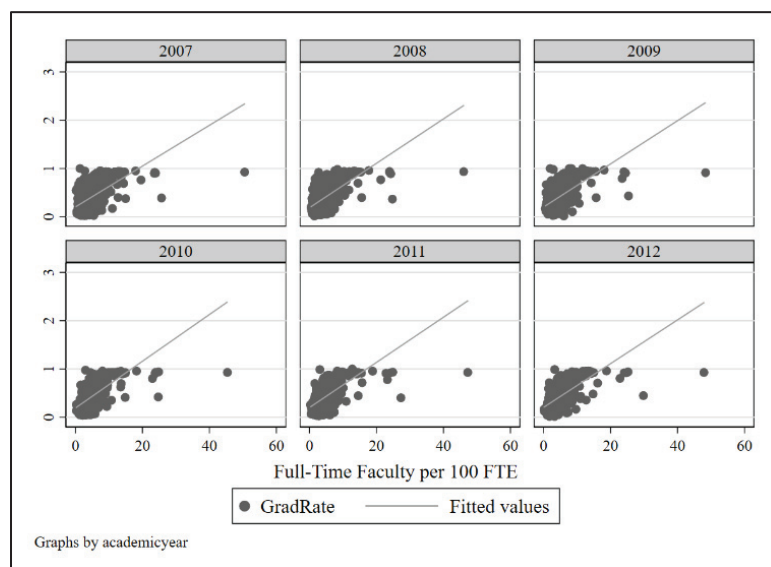 2007 2008 2009
3
2
1
0
2010 2011 2012
3
2
1
0
0 20 40 60 0 20 40 60 0 20 40 60
Full-Time Faculty per 100 FTE
GradRate Fitted values
Graphs by academicyear